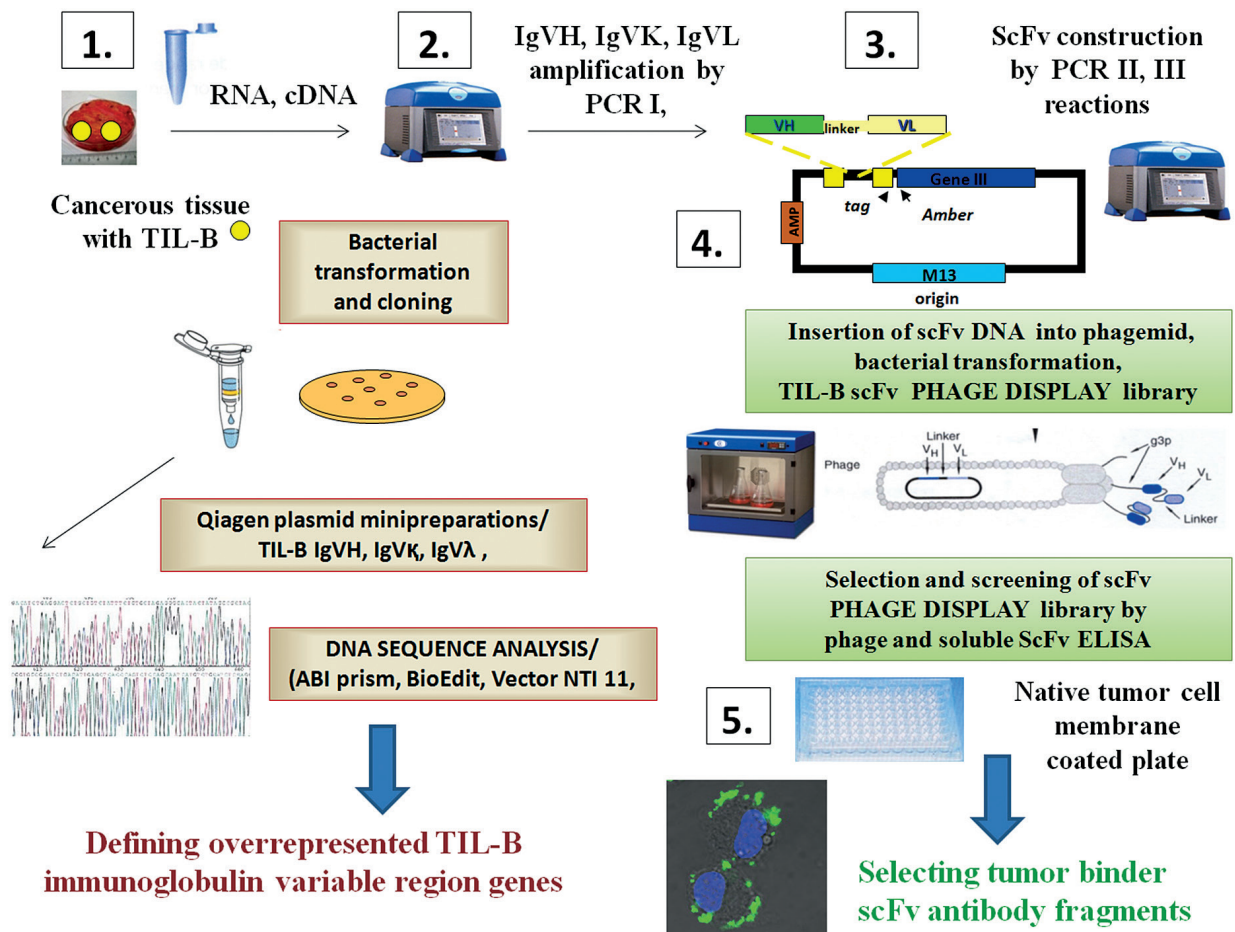 1.
RNA, cDNA
Cancerous tissue
with TIL-B
2.
IgVH, IgVK, IgVL
amplification by
PCR I,
3.
ScFv construction
by PCR II, III
reactions
VH
linker
VL
Gene III
tag
Amber
AMP
M13
origin
4.
Insertion of scFv DNA into phagemid,
bacterial transformation,
TIL-B scFv PHAGE DISPLAY library
Bacterial
transformation
and cloning
Qiagen plasmid minipreparations/
TIL-B IgVH, IgVқ, IgVλ ,
DNA SEQUENCE ANALYSIS/
(ABI prism, BioEdit, Vector NTI 11,
Defining overrepresented TIL-B
immunoglobulin variable region genes
Phage
Linker
VH
VL
g3p
VH
VL
Linker
Selection and screening of scFv
PHAGE DISPLAY library by
phage and soluble ScFv ELISA
5.
Native tumor cell
membrane
coated plate
Selecting tumor binder
scFv antibody fragments